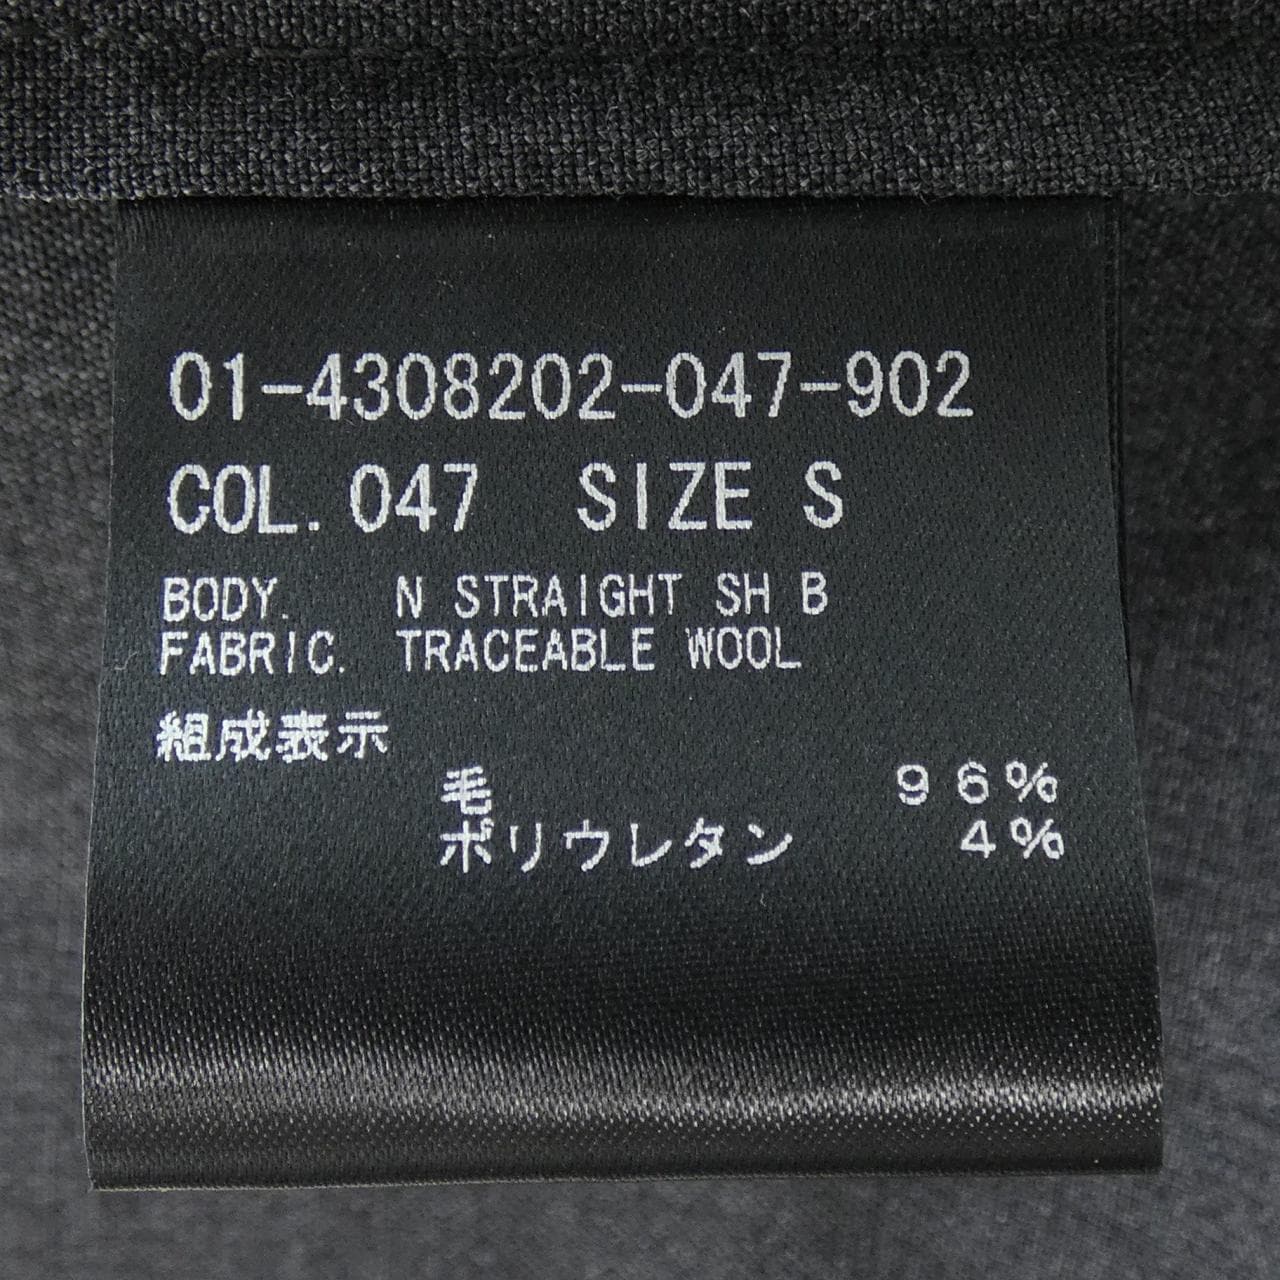 01-4308202-047-902
COL. 047 SIZE S
BODY. N STRAIGHT SH B
FABRIC. TRACEABLE WOOL
組成表示
毛 96%
ポリウレタン 4%